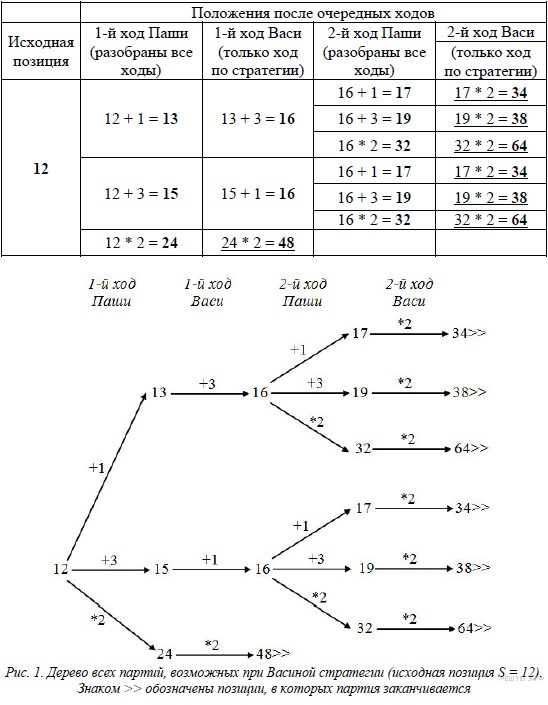 Положения после очередных ходов
Исходная позиция
1-й ход Паши (разобраны все ходы)
1-й ход Васи (только ход по стратегии)
2-й ход Паши (разобраны все ходы)
2-й ход Васи (только ход по стратегии)
12
12 + 1 = 13
13 + 3 = 16
16 + 1 = 17
17 * 2 = 34
16 + 3 = 19
19 * 2 = 38
16 * 2 = 32
32 * 2 = 64
12 + 3 = 15
15 + 1 = 16
16 + 1 = 17
17 * 2 = 34
16 + 3 = 19
19 * 2 = 38
16 * 2 = 32
32 * 2 = 64
12 * 2 = 24
24 * 2 = 48
1-й ход Паши
1-й ход Васи
2-й ход Паши
2-й ход Васи
17 *2 34>>
+1
13 +3 16 +3 19 *2 38>>
*2
32 *2 64>>
+1
17 *2 34>>
+1
12 +3 15 +1 16 +3 19 *2 38>>
*2
*2
32 *2 64>>
24 *2 48>>
Рис. 1. Дерево всех партий, возможных при Васиной стратегии (исходная позиция S = 12).
Знаком >> обозначены позиции, в которых партия заканчивается